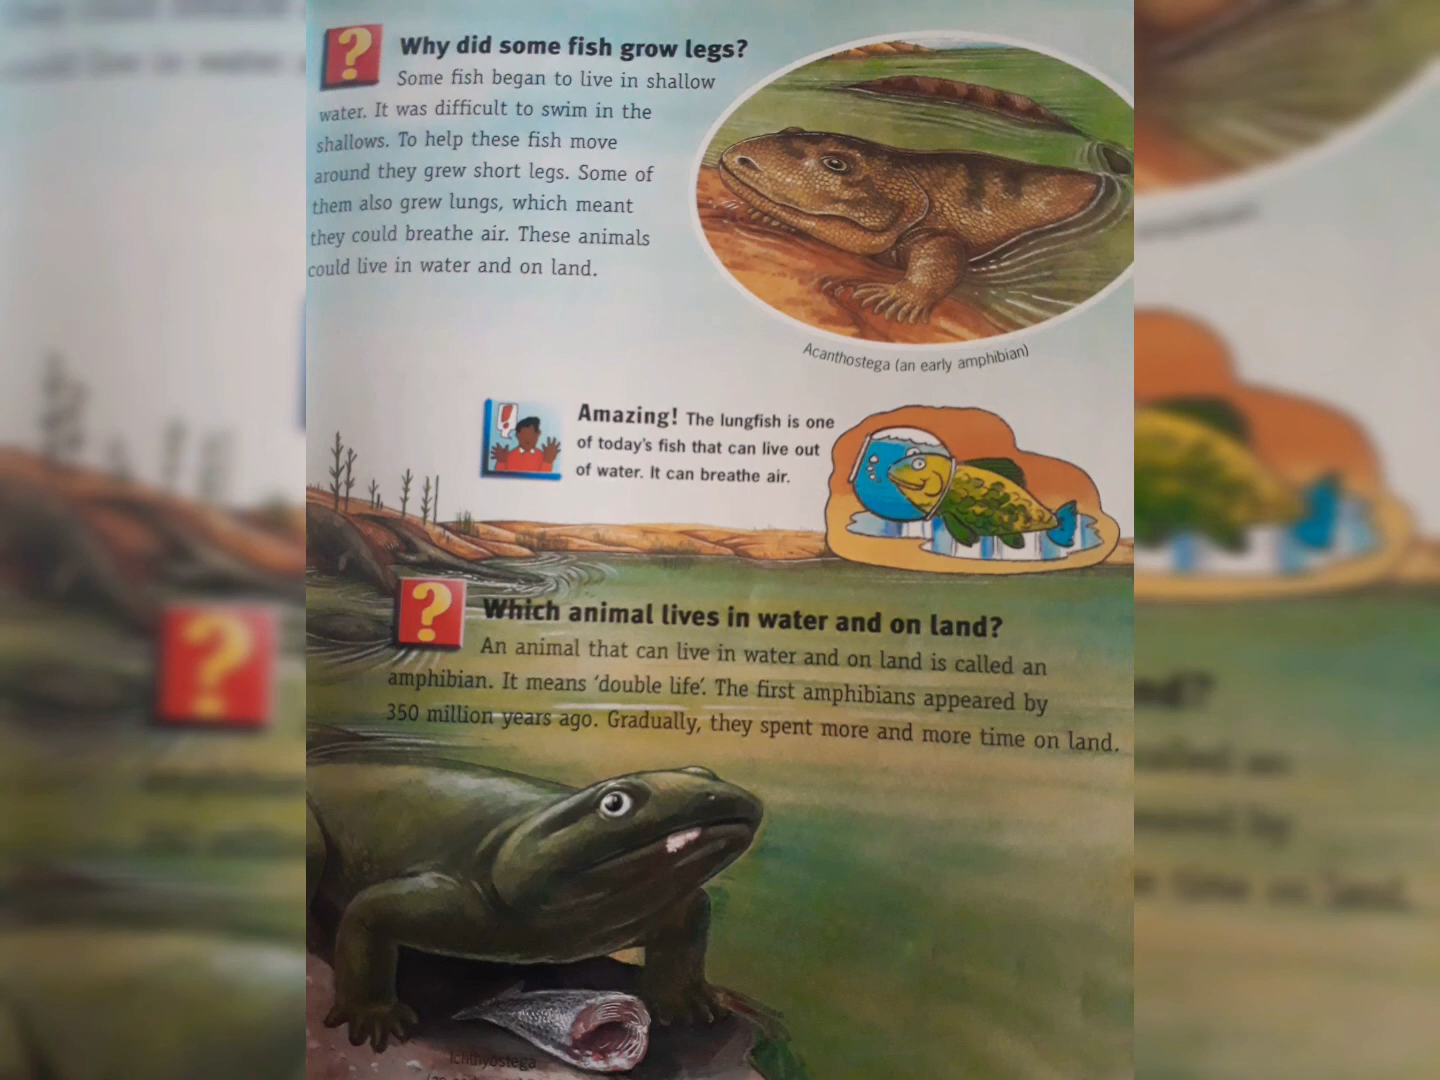 Why did some fish grow legs?
Some fish began to live in shallow
water. It was difficult to swim in the
shallows. To help these fish move
around they grew short legs. Some of
them also grew lungs, which meant
they could breathe air. These animals
could live in water and on land.
Acanthostega (an early amphibian)
Amazing! The lungfish is one
of today's fish that can live out
of water. It can breathe air.
Which animal lives in water and on land?
An animal that can live in water and on land is called an
amphibian. It means 'double life'. The first amphibians appeared by
350 million years ago. Gradually, they spent more and more time on land.
Ichthyostega